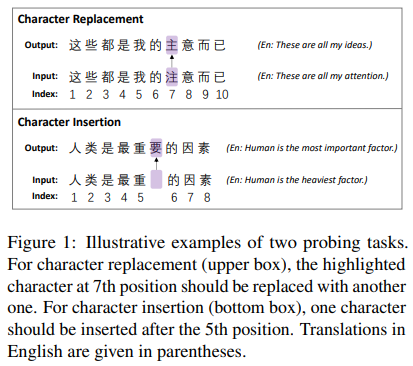 Character Replacement
Output: 这 些 都 是 我 的 主 意 而 已 (En: These are all my ideas.)
Input: 这 些 都 是 我 的 注 意 而 已 (En: These are all my attention.)
Index: 1 2 3 4 5 6 7 8 9 10
Character Insertion
Output: 人 类 是 最 重 要 的 因 素 (En: Human is the most important factor.)
Input: 人 类 是 最 重 的 因 素 (En: Human is the heaviest factor.)
Index: 1 2 3 4 5 6 7 8
Figure 1: Illustrative examples of two probing tasks.
For character replacement (upper box), the highlighted
character at 7th position should be replaced with another
one. For character insertion (bottom box), one character
should be inserted after the 5th position. Translations in
English are given in parentheses.